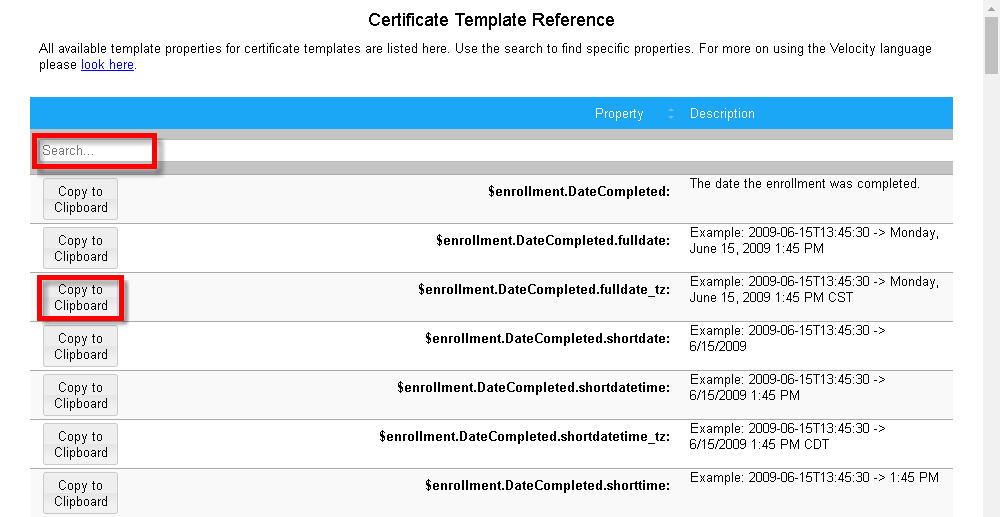 Certificate Template Reference
All available template properties for certificate templates are listed here. Use the search to find specific properties. For more on using the Velocity language
please look here.
Property Description
Search...
Copy to
Clipboard
$enrollment.DateCompleted:
The date the enrollment was completed.
Copy to
Clipboard
$enrollment.DateCompleted.fulldate:
Example: 2009-06-15T13:45:30 -> Monday,
June 15, 2009 1:45 PM
Copy to
Clipboard
$enrollment.DateCompleted.fulldate_tz:
Example: 2009-06-15T13:45:30 -> Monday,
June 15, 2009 1:45 PM CST
Copy to
Clipboard
$enrollment.DateCompleted.shortdate:
Example: 2009-06-15T13:45:30 ->
6/15/2009
Copy to
Clipboard
$enrollment.DateCompleted.shortdatetime:
Example: 2009-06-15T13:45:30 ->
6/15/2009 1:45 PM
Copy to
Clipboard
$enrollment.DateCompleted.shortdatetime_tz:
Example: 2009-06-15T13:45:30 ->
6/15/2009 1:45 PM CDT
Copy to
Clipboard
$enrollment.DateCompleted.shorttime:
Example: 2009-06-15T13:45:30 -> 1:45 PM